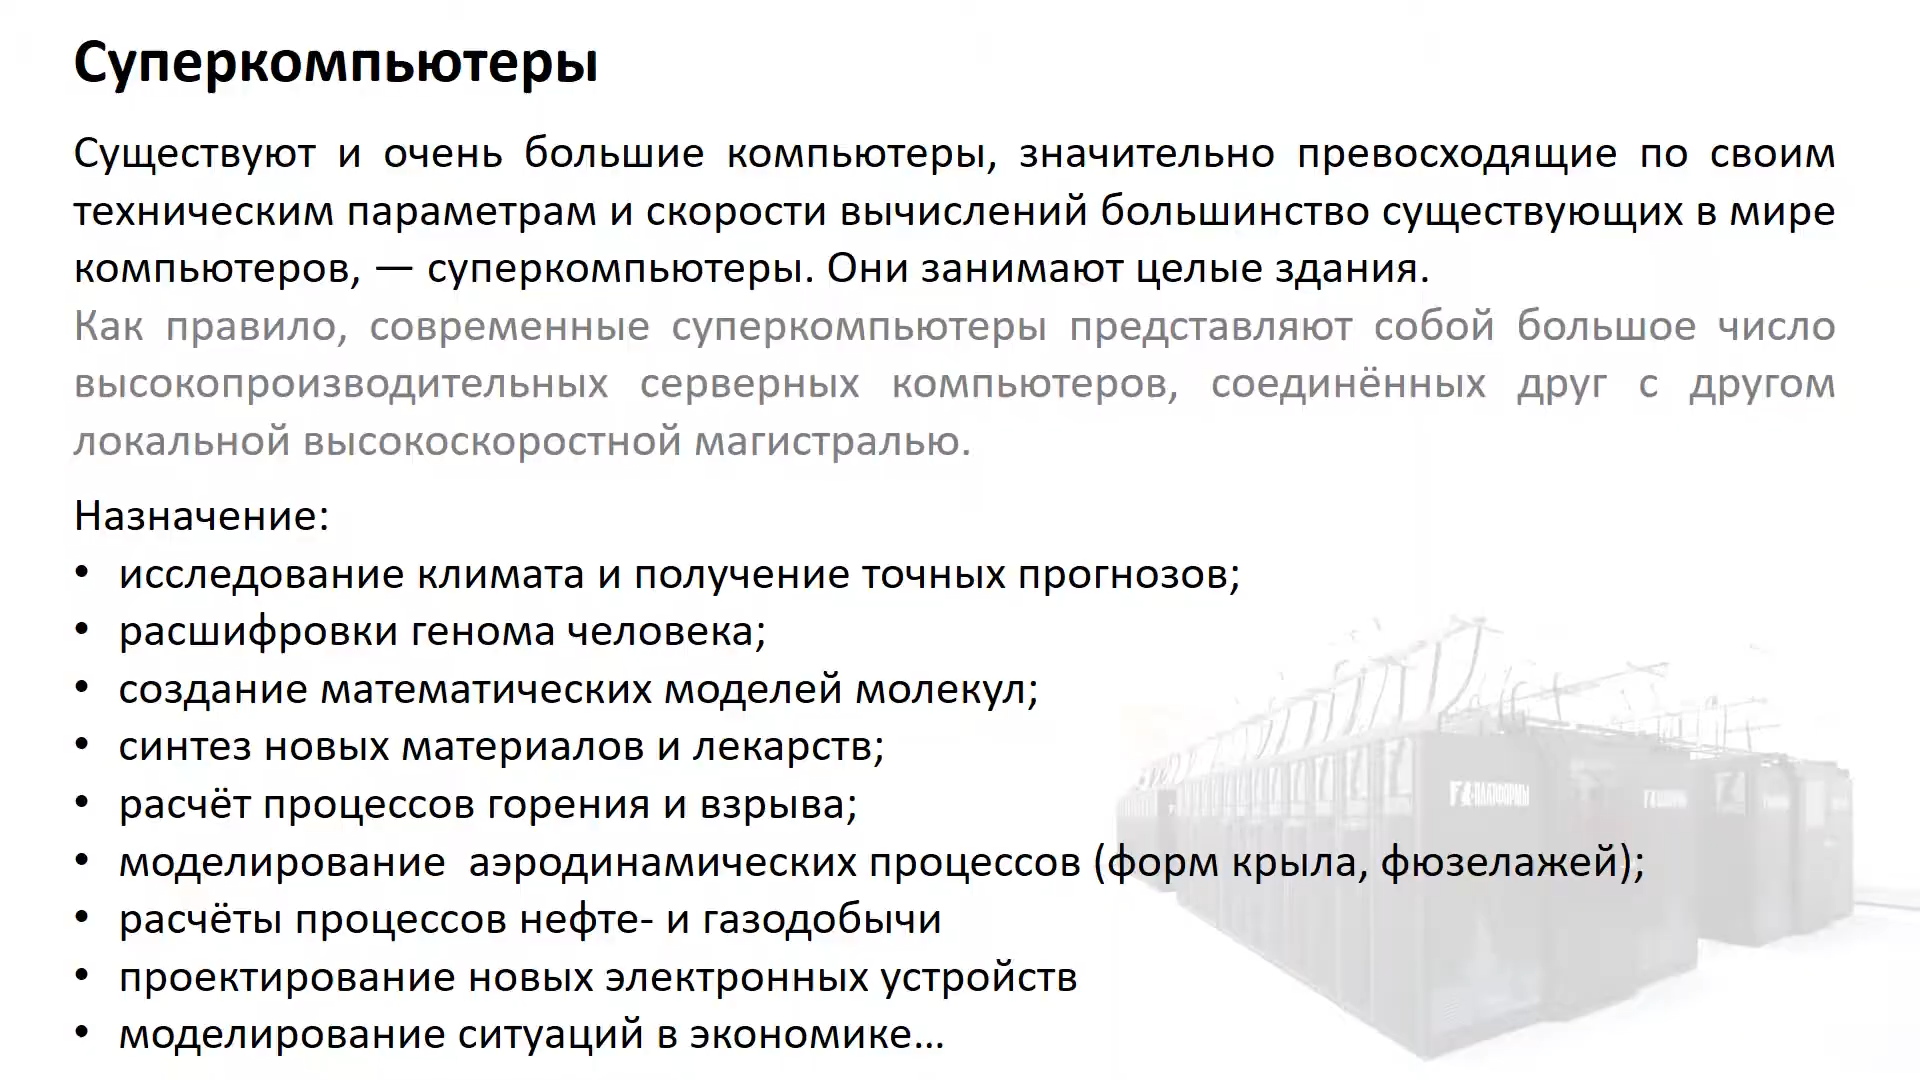 Суперкомпьютеры
Существуют и очень большие компьютеры, значительно превосходящие по своим
техническим параметрам и скорости вычислений большинство существующих в мире
компьютеров, — суперкомпьютеры. Они занимают целые здания.
Как правило, современные суперкомпьютеры представляют собой большое число
высокопроизводительных серверных компьютеров, соединённых друг с другом
локальной высокоскоростной магистралью.
Назначение:
• исследование климата и получение точных прогнозов;
• расшифровки генома человека;
• создание математических моделей молекул;
• синтез новых материалов и лекарств;
• расчёт процессов горения и взрыва;
• моделирование  аэродинамических процессов (форм крыла, фюзелажей);
• расчёты процессов нефте- и газодобычи
• проектирование новых электронных устройств
• моделирование ситуаций в экономике...
ПЛАТФОРМЫ